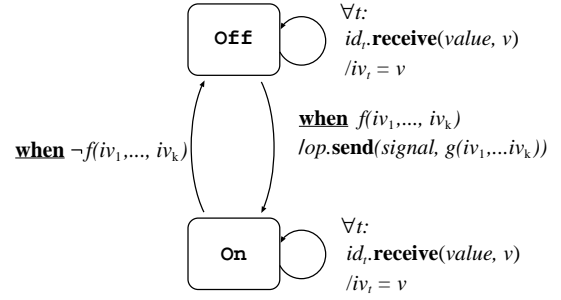 Off
∀t:
id_t.receive(value, v)
/iv_t = v
when f(iv_1,..., iv_k)
/op.send(signal, g(iv_1,...iv_k))
when ¬f(iv_1,..., iv_k)
On
∀t:
id_t.receive(value, v)
/iv_t = v